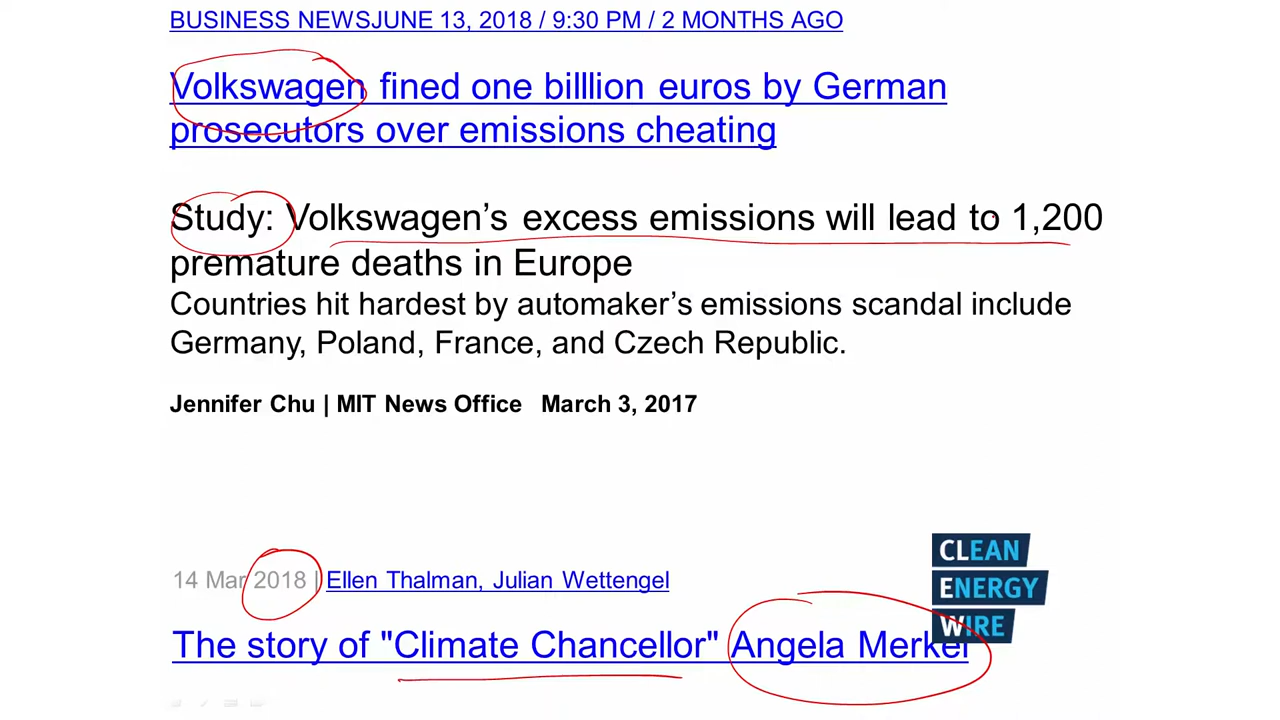 BUSINESS NEWSJUNE 13, 2018 / 9:30 PM / 2 MONTHS AGO
Volkswagen fined one billlion euros by German
prosecutors over emissions cheating
Study: Volkswagen’s excess emissions will lead to 1,200
premature deaths in Europe
Countries hit hardest by automaker’s emissions scandal include
Germany, Poland, France, and Czech Republic.
Jennifer Chu | MIT News Office March 3, 2017
CLEAN
ENERGY
WIRE
14 Mar 2018 | Ellen Thalman, Julian Wettengel
The story of "Climate Chancellor" Angela Merkel